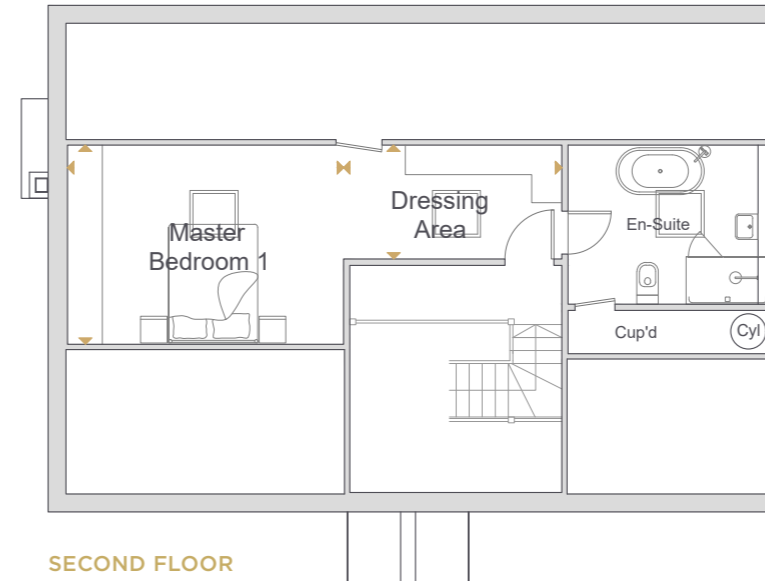 Dressing
Area
Master
Bedroom 1
En-Suite
Cup'd
Cyl
SECOND FLOOR